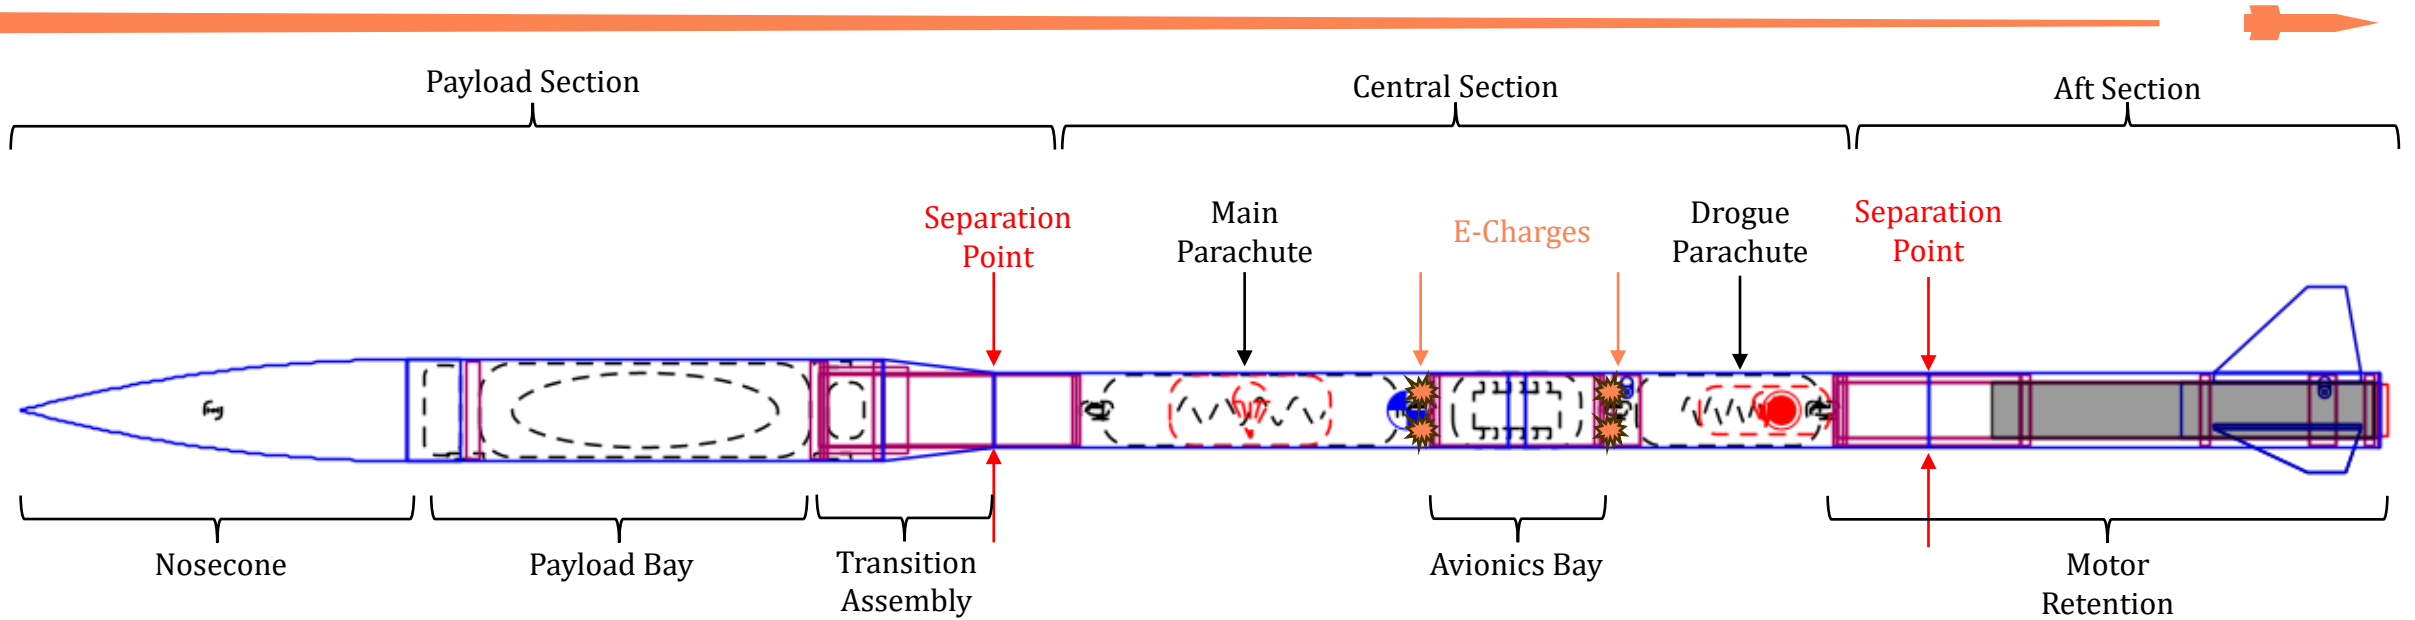 Payload Section
Central Section
Aft Section
Separation
Point
Main
Parachute
E-Charges
Drogue
Parachute
Separation
Point
Nosecone
Payload Bay
Transition
Assembly
Avionics Bay
Motor
Retention